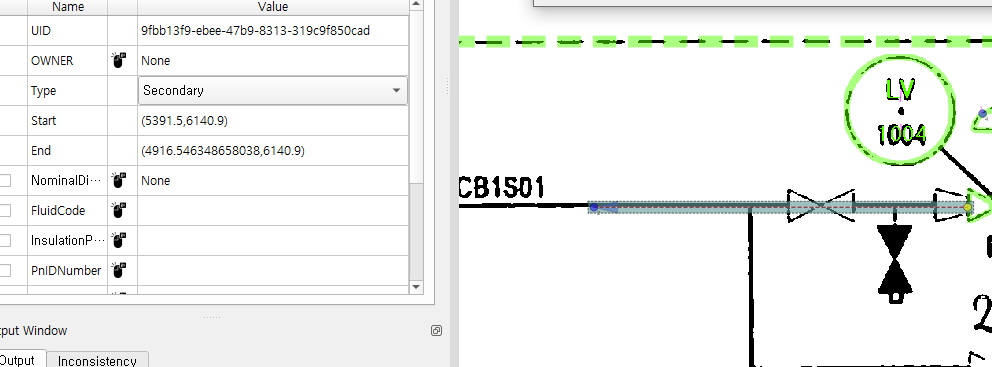 Name Value
UID 9fbb13f9-ebee-47b9-8313-319c9f850cad
OWNER None
Type Secondary
Start (5391.5,6140.9)
End (4916.546348658038,6140.9)
NominalDi··· None
FluidCode
InsulationP···
PnIDNumber
tput Window
Output Inconsistency
LV
1004
CB1S01
2